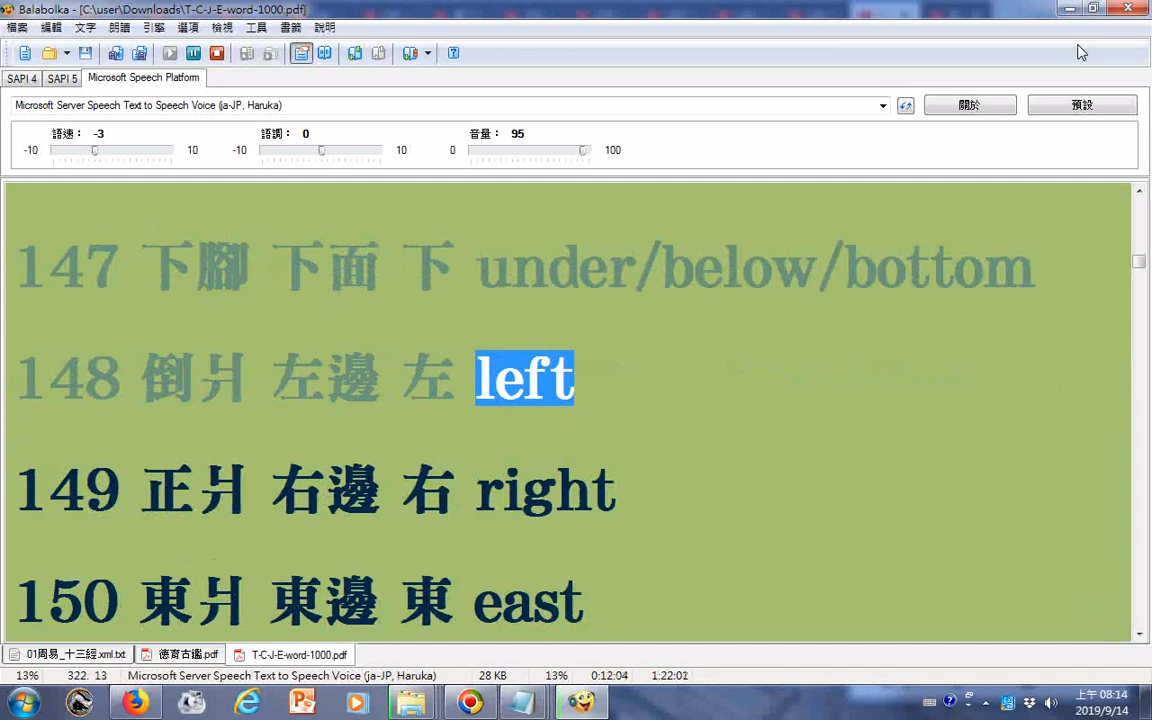 Balabolka - [C:\user\Downloads\T-C-J-E-word-1000.pdf]
檔案 編輯 文字 朗讀 引擎 選項 檢視 工具 書籤 說明
SAPI 4 SAPI 5 Microsoft Speech Platform
Microsoft Server Speech Text to Speech Voice (ja-JP, Haruka) 關於 預設
語速： -3 語調： 0 音量： 95
-10 10 -10 10 0 100
147 下腳 下面 下 under/below/bottom
148 倒爿 左邊 左 left
149 正爿 右邊 右 right
150 東爿 東邊 東 east
01周易_十三經.xml.txt 德育古鑑.pdf T-C-J-E-word-1000.pdf
13% 322: 13 Microsoft Server Speech Text to Speech Voice (ja-JP, Haruka) 28 KB 13% 0:12:04 1:22:01
上午 08:14
2019/9/14